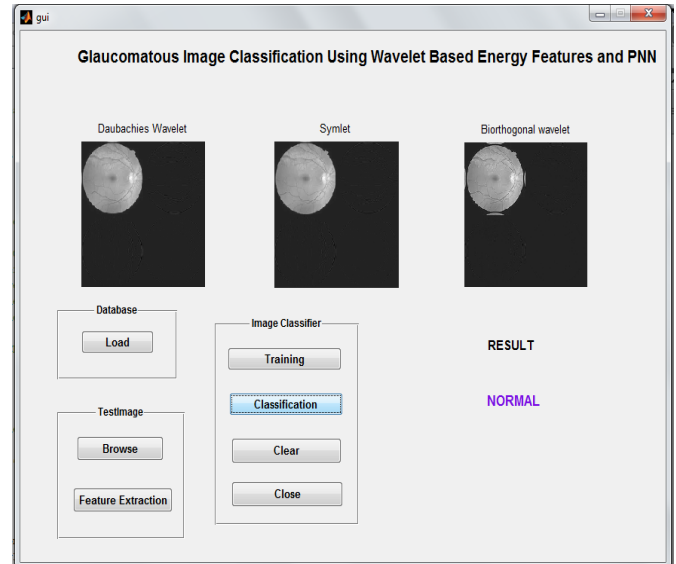 gui
Glaucomatous Image Classification Using Wavelet Based Energy Features and PNN
Daubachies Wavelet
Symlet
Biorthogonal wavelet
Database
Load
Image Classifier
Training
Classification
Clear
Close
TestImage
Browse
Feature Extraction
RESULT
NORMAL